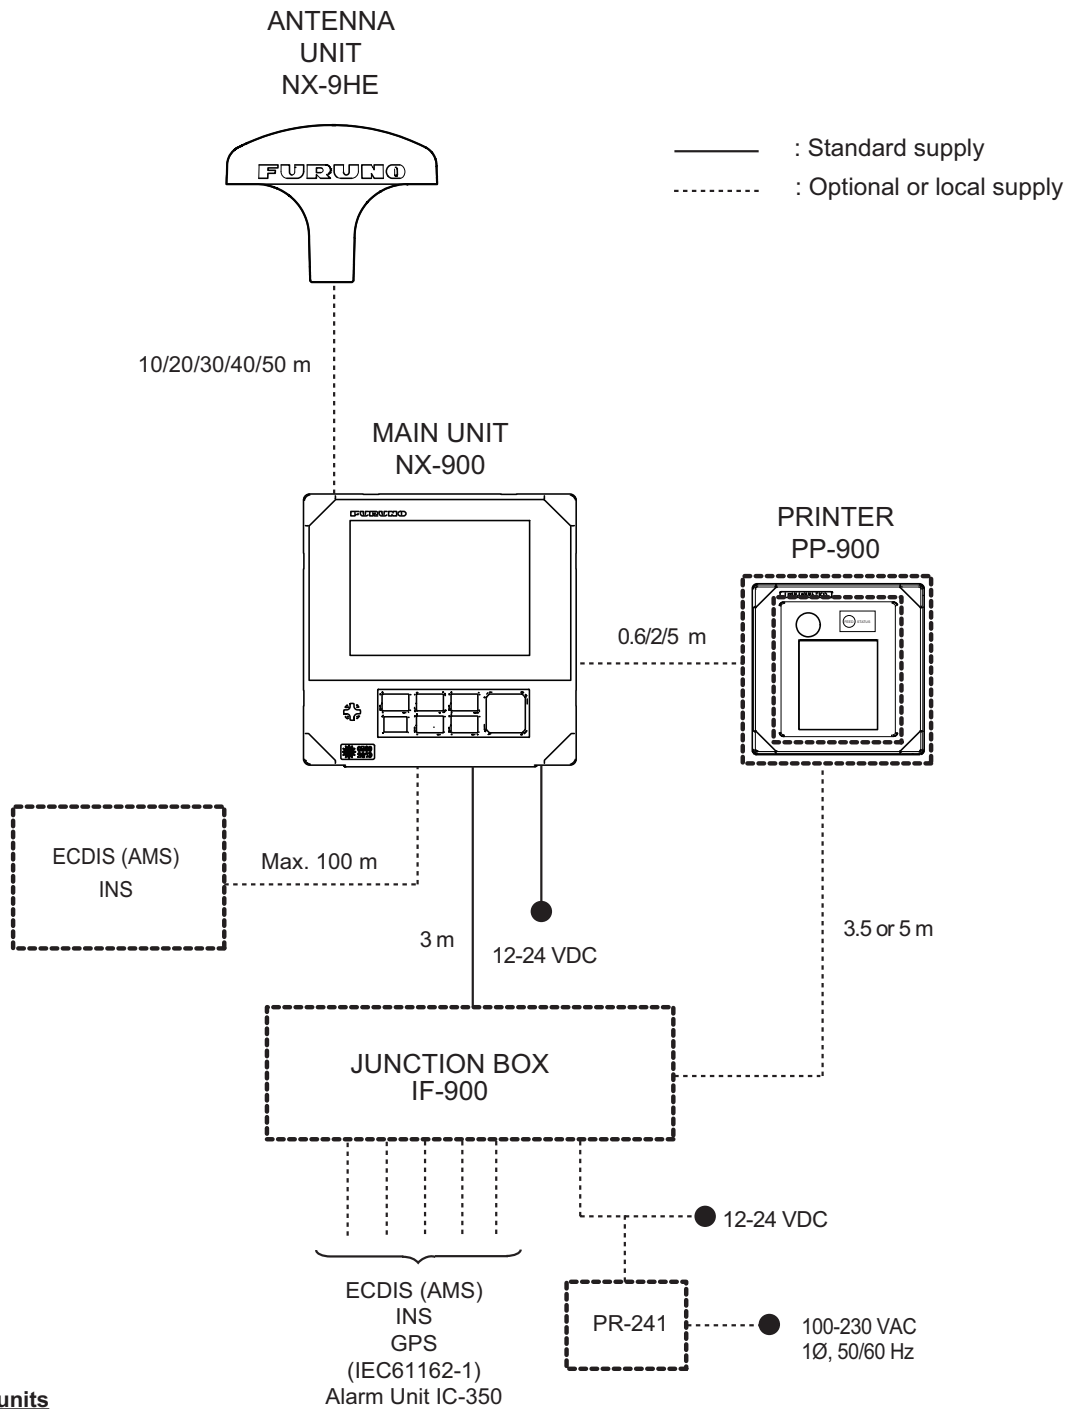 ANTENNA
UNIT
NX-9HE
FURUNO
: Standard supply
: Optional or local supply
10/20/30/40/50 m
MAIN UNIT
NX-900
FURUNO
PRINTER
PP-900
0.6/2/5 m
ECDIS (AMS)
INS
Max. 100 m
3 m
12-24 VDC
3.5 or 5 m
JUNCTION BOX
IF-900
12-24 VDC
ECDIS (AMS)
INS
GPS
(IEC61162-1)
Alarm Unit IC-350
PR-241
100-230 VAC
1Ø, 50/60 Hz
units